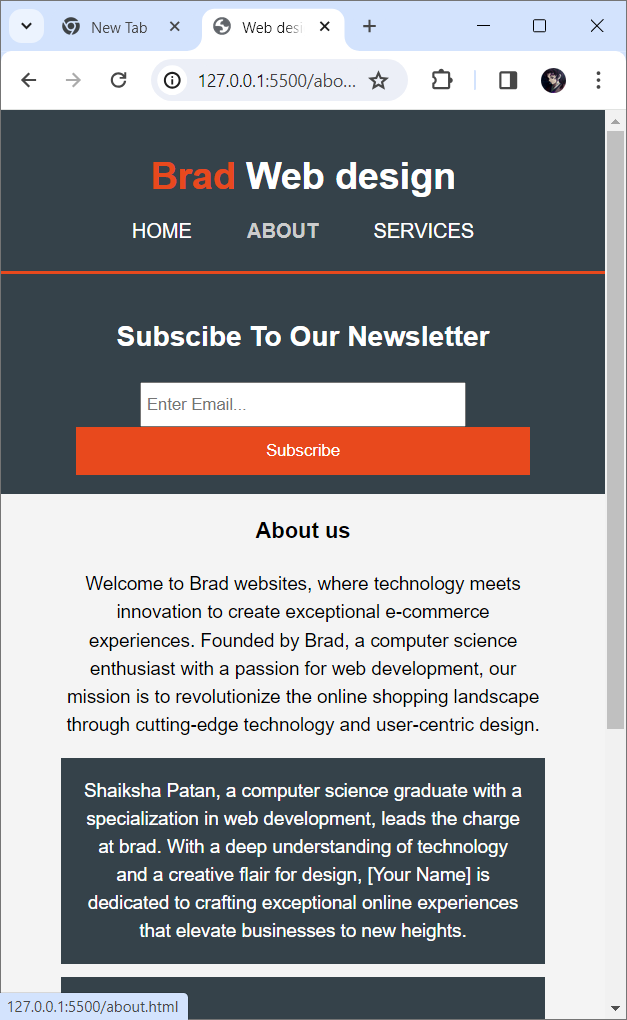 New Tab
Web desi
127.0.0.1:5500/abo...
Brad Web design
HOME ABOUT SERVICES
Subscibe To Our Newsletter
Enter Email...
Subscribe
About us
Welcome to Brad websites, where technology meets
innovation to create exceptional e-commerce
experiences. Founded by Brad, a computer science
enthusiast with a passion for web development, our
mission is to revolutionize the online shopping landscape
through cutting-edge technology and user-centric design.
Shaiksha Patan, a computer science graduate with a
specialization in web development, leads the charge
at brad. With a deep understanding of technology
and a creative flair for design, [Your Name] is
dedicated to crafting exceptional online experiences
that elevate businesses to new heights.
127.0.0.1:5500/about.html